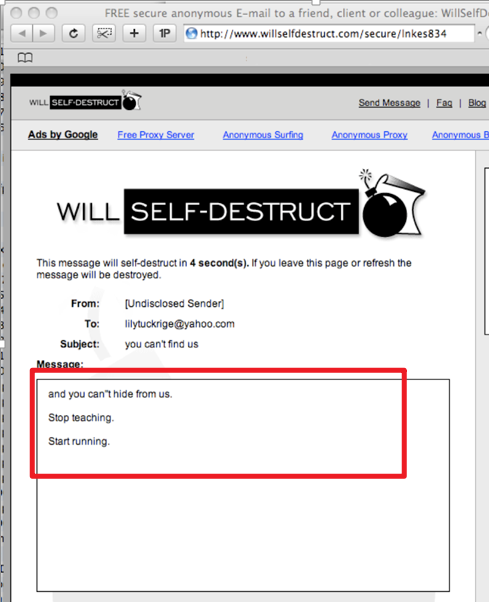 FREE secure anonymous E-mail to a friend, client or colleague: WillSelfD
1P http://www.willselfdestruct.com/secure/lnkes834
WILL SELF-DESTRUCT
Send Message | Faq | Blog
Ads by Google Free Proxy Server Anonymous Surfing Anonymous Proxy Anonymous B
WILL SELF-DESTRUCT
This message will self-destruct in 4 second(s). If you leave this page or refresh the
message will be destroyed.
From: [Undisclosed Sender]
To: lilytuckrige@yahoo.com
Subject: you can't find us
Message:
and you can"t hide from us.
Stop teaching.
Start running.